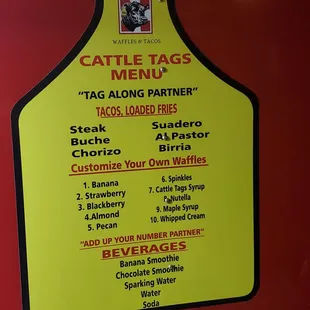 WAFFLES & TACOS
CATTLE TAGS
MENU
"TAG ALONG PARTNER"
TACOS, LOADED FRIES
Steak Suadero
Buche Al Pastor
Chorizo Birria
Customize Your Own Waffles
1. Banana
2. Strawberry
3. Blackberry
4.Almond
5. Pecan
6. Spinkles
7. Cattle Tags Syrup
8. Nutella
9. Maple Syrup
10. Whipped Cream
"ADD UP YOUR NUMBER PARTNER"
BEVERAGES
Banana Smoothie
Chocolate Smoothie
Sparking Water
Water
Soda